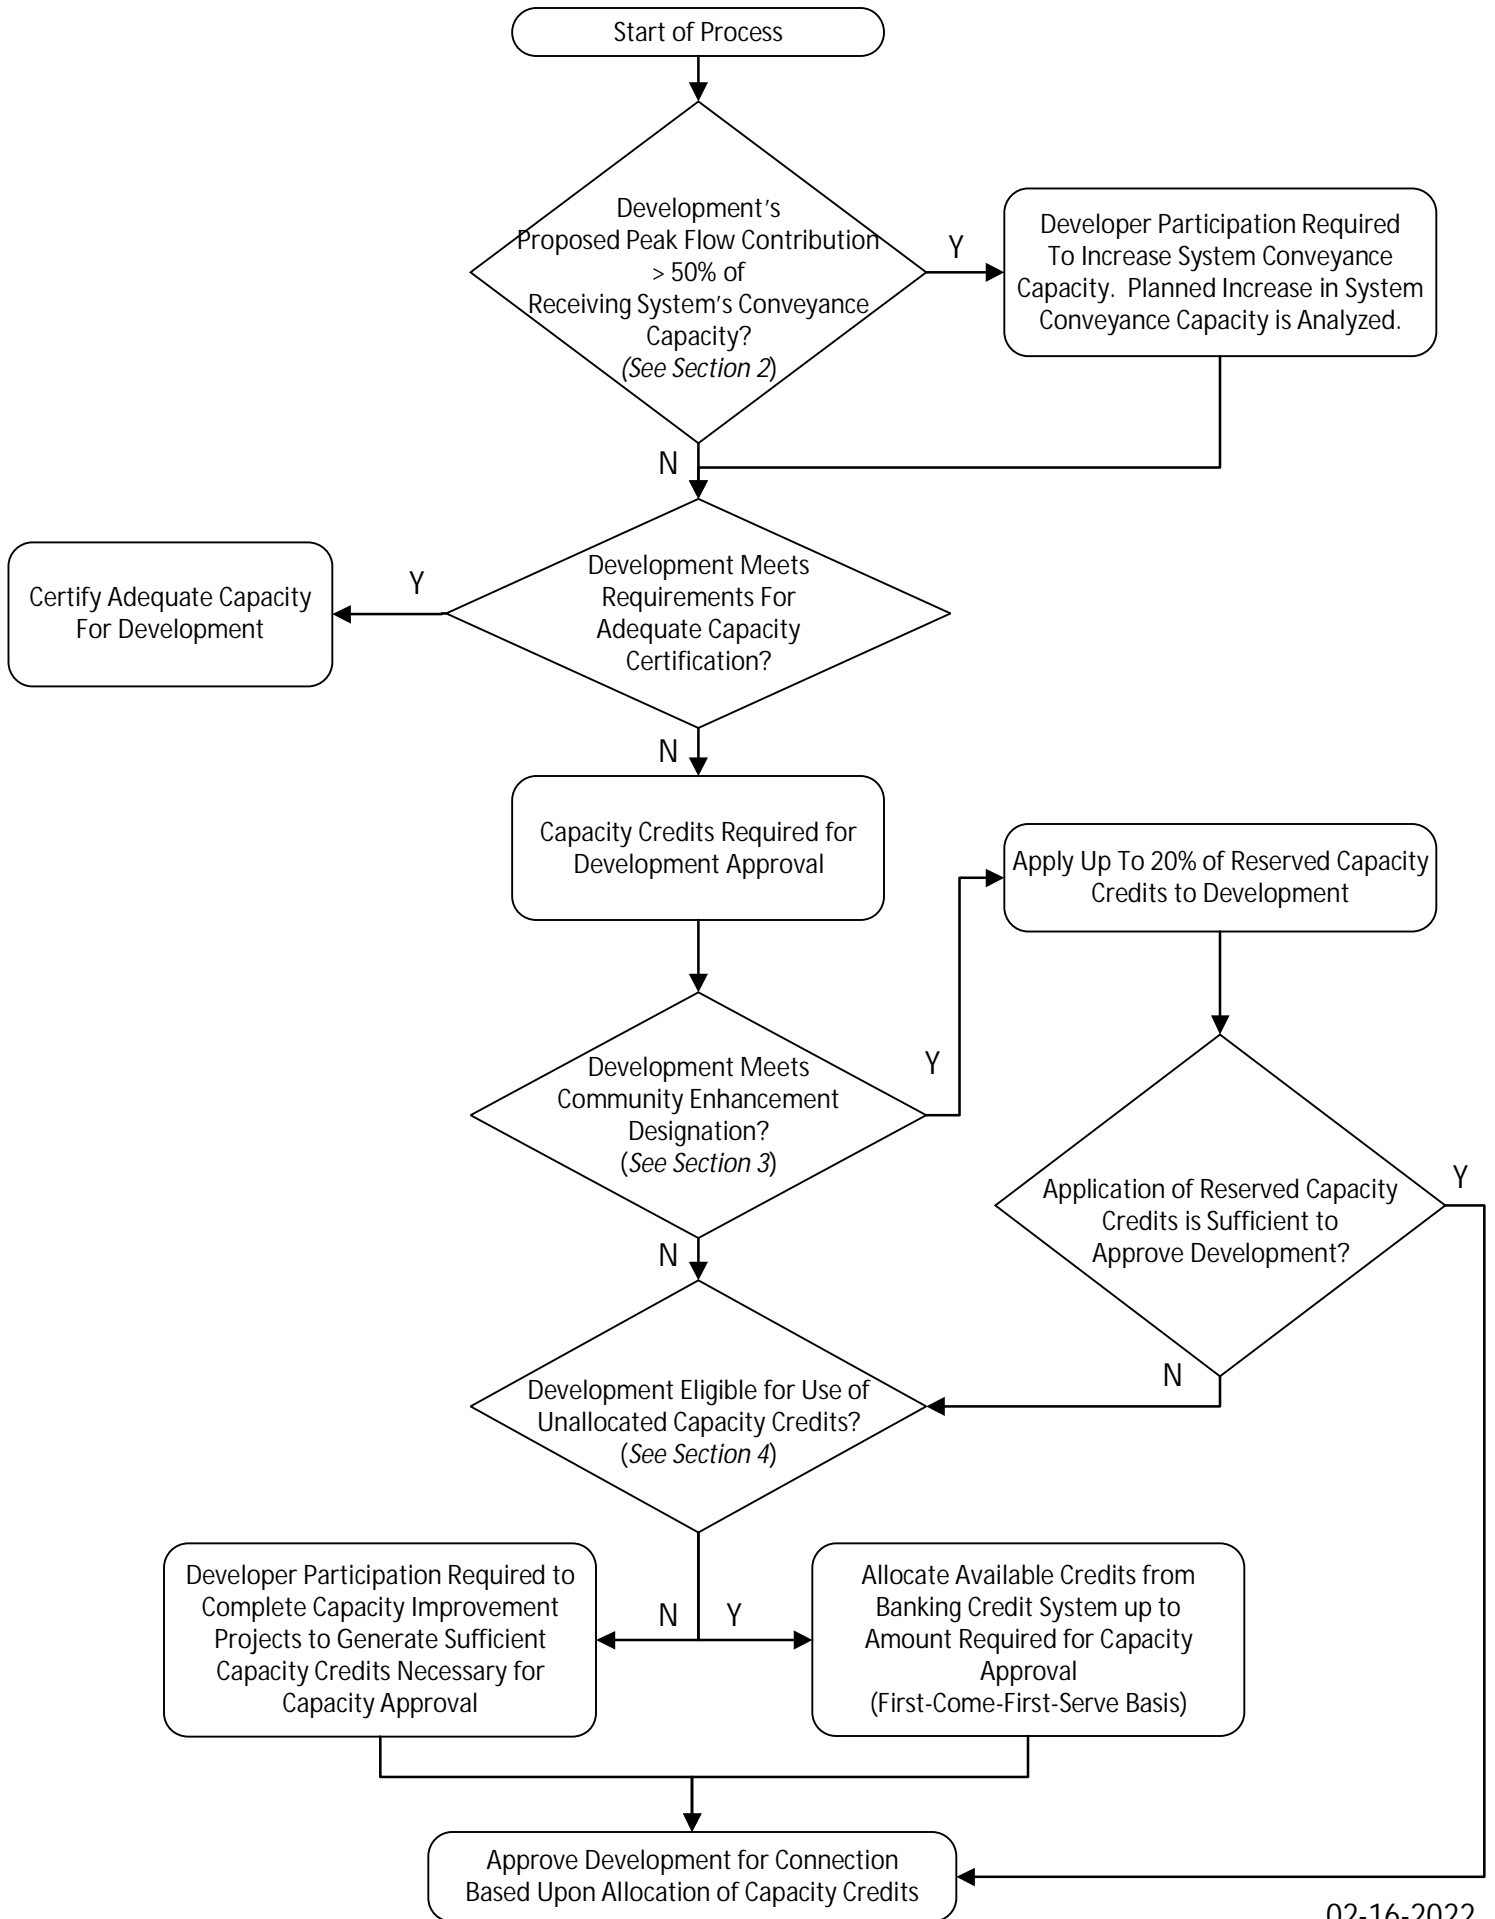 Start of Process
Development's
Proposed Peak Flow Contribution
> 50% of
Receiving System's Conveyance
Capacity?
(See Section 2)
Y
Developer Participation Required
To Increase System Conveyance
Capacity.  Planned Increase in System
Conveyance Capacity is Analyzed.
N
Development Meets
Requirements For
Adequate Capacity
Certification?
Y
Certify Adequate Capacity
For Development
N
Capacity Credits Required for
Development Approval
Development Meets
Community Enhancement
Designation?
(See Section 3)
Y
Apply Up To 20% of Reserved Capacity
Credits to Development
Application of Reserved Capacity
Credits is Sufficient to
Approve Development?
Y
N
N
Development Eligible for Use of
Unallocated Capacity Credits?
(See Section 4)
N
Y
Developer Participation Required to
Complete Capacity Improvement
Projects to Generate Sufficient
Capacity Credits Necessary for
Capacity Approval
Allocate Available Credits from
Banking Credit System up to
Amount Required for Capacity
Approval
(First-Come-First-Serve Basis)
Approve Development for Connection
Based Upon Allocation of Capacity Credits
02-16-2022